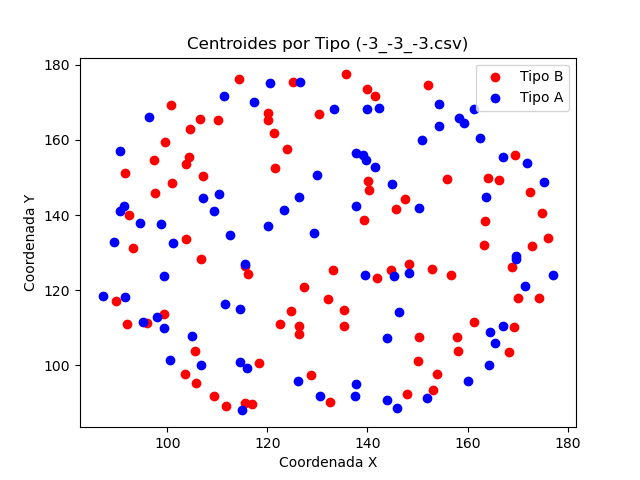 Centroides por Tipo (-3_-3_-3.csv)
Tipo B
Tipo A
180
160
140
120
100
Coordenada Y
100
120
140
160
180
Coordenada X